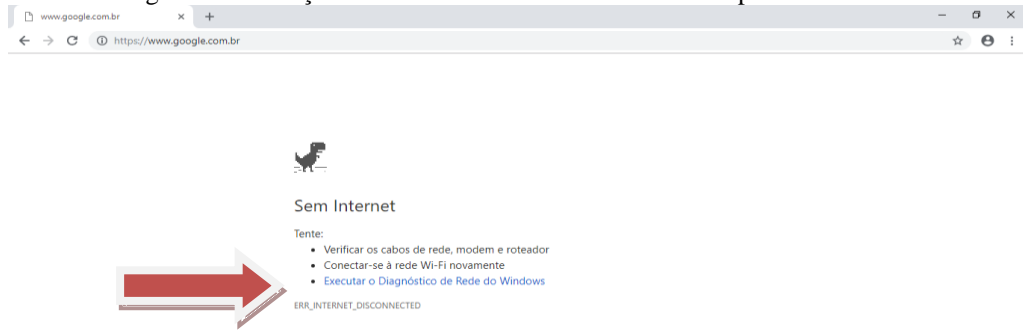 www.google.com.br
https://www.google.com.br
Sem Internet
Tente:
• Verificar os cabos de rede, modem e roteador
• Conectar-se à rede Wi-Fi novamente
• Executar o Diagnóstico de Rede do Windows
ERR_INTERNET_DISCONNECTED